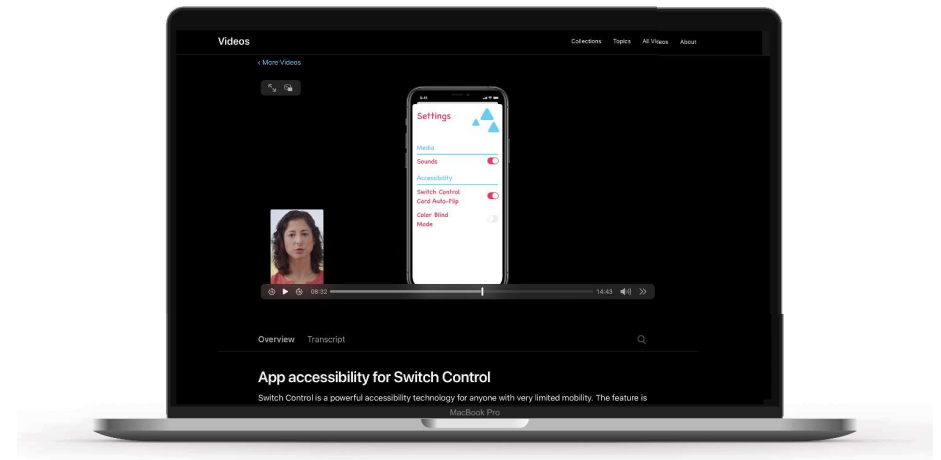 Videos
Collections Topics All Videos About
‹ More Videos
Settings
Media
Sounds
Accessibility
Switch Control
Card Auto-Flip
Color Blind
Mode
08:32
14:43
Overview Transcript
App accessibility for Switch Control
Switch Control is a powerful accessibility technology for anyone with very limited mobility. The feature is
MacBook Pro